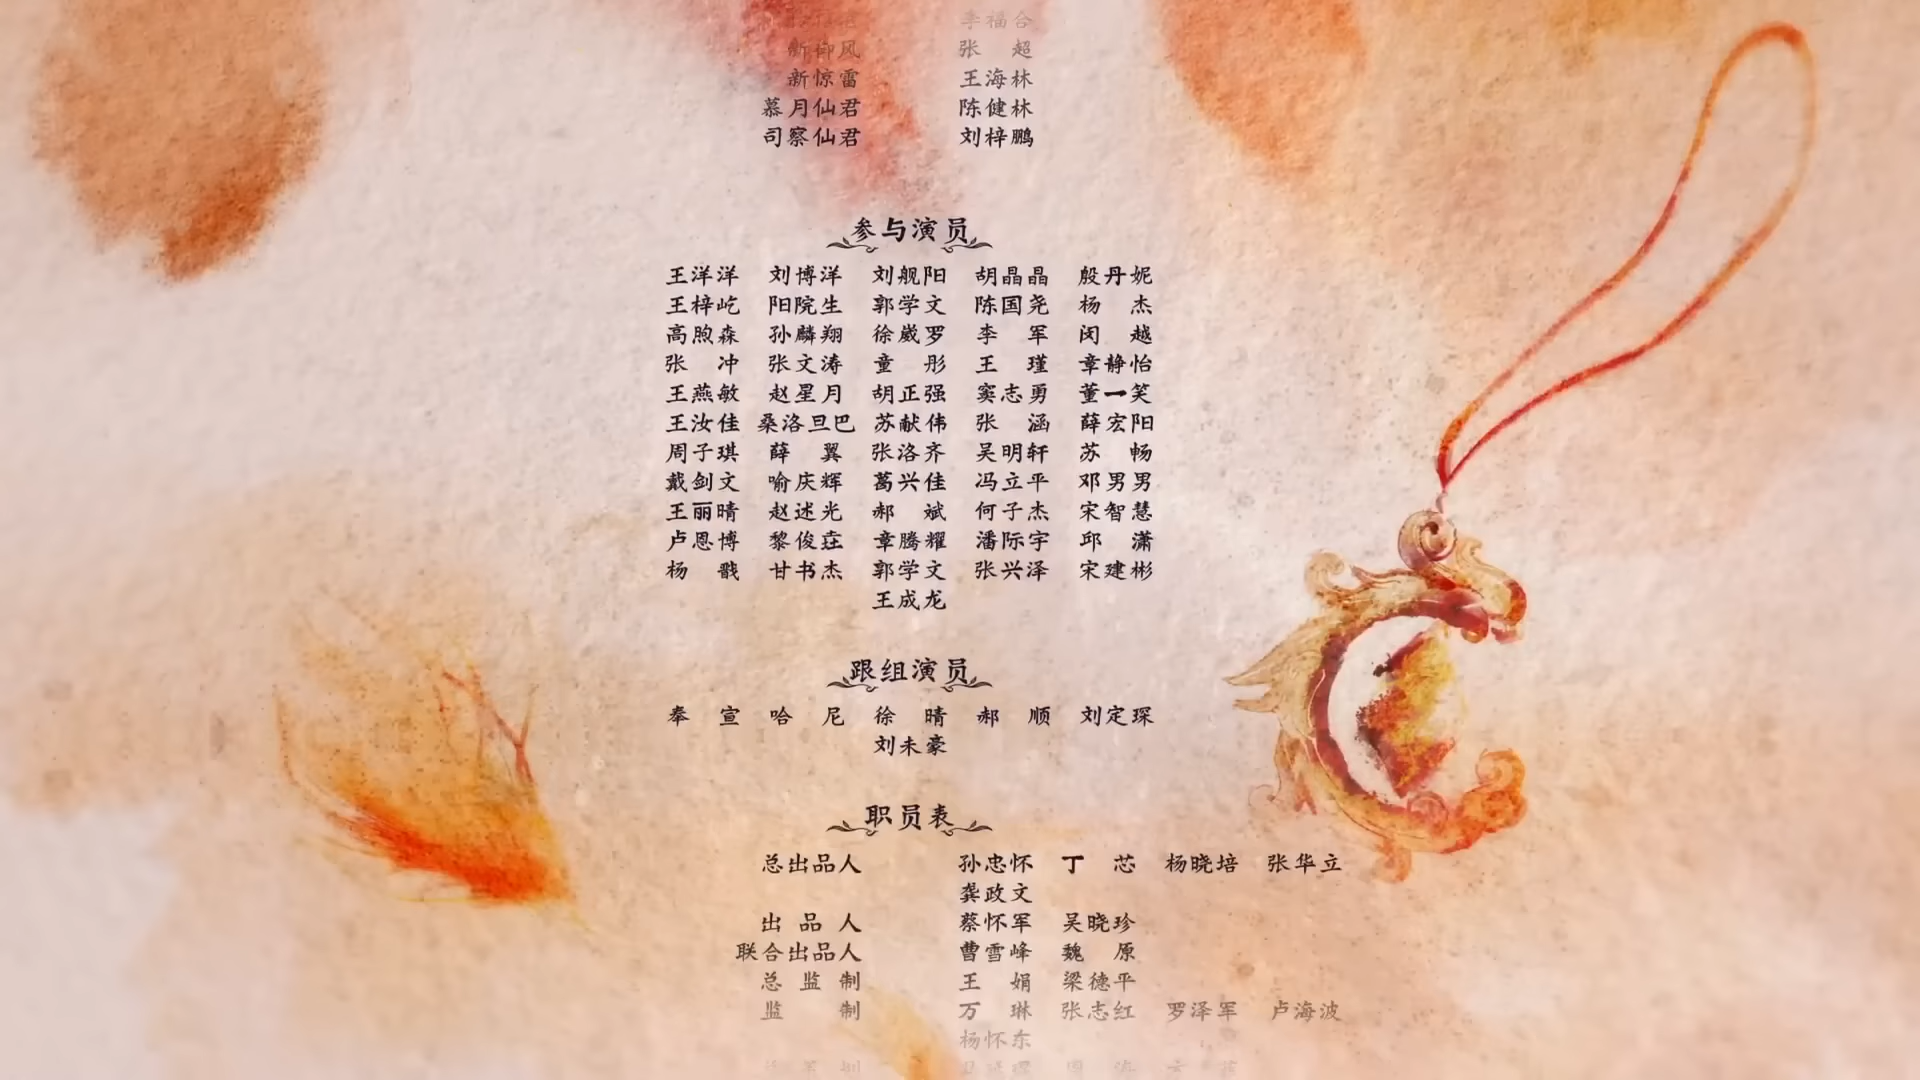 李福合
新御风 张 超
新惊雷 王海林
慕月仙君 陈健林
司察仙君 刘梓鹏
参与演员
王洋洋 刘博洋 刘舰阳 胡晶晶 殷丹妮
王梓屹 阳院生 郭学文 陈国尧 杨 杰
高煦森 孙麟翔 徐崴罗 李 军 闵 越
张 冲 张文涛 童 彤 王 瑾 章静怡
王燕敏 赵星月 胡正强 窦志勇 董一笑
王汝佳 桑洛旦巴 苏献伟 张 涵 薛宏阳
周子琪 薛 翼 张洛齐 吴明轩 苏 畅
戴剑文 喻庆辉 葛兴佳 冯立平 邓男男
王丽晴 赵述光 郝 斌 何子杰 宋智慧
卢恩博 黎俊垚 章腾耀 潘际宇 邱 潇
杨 戬 甘书杰 郭学文 张兴泽 宋建彬
王成龙
跟组演员
奉 宣 哈 尼 徐 晴 郝 顺 刘定琛
刘未豪
职员表
总出品人 孙忠怀 丁 芯 杨晓培 张华立
龚政文
出品人 蔡怀军 吴晓珍
联合出品人 曹雪峰 魏 原
总监制 王 娟 梁德平
监制 万 琳 张志红 罗泽军 卢海波
杨怀东